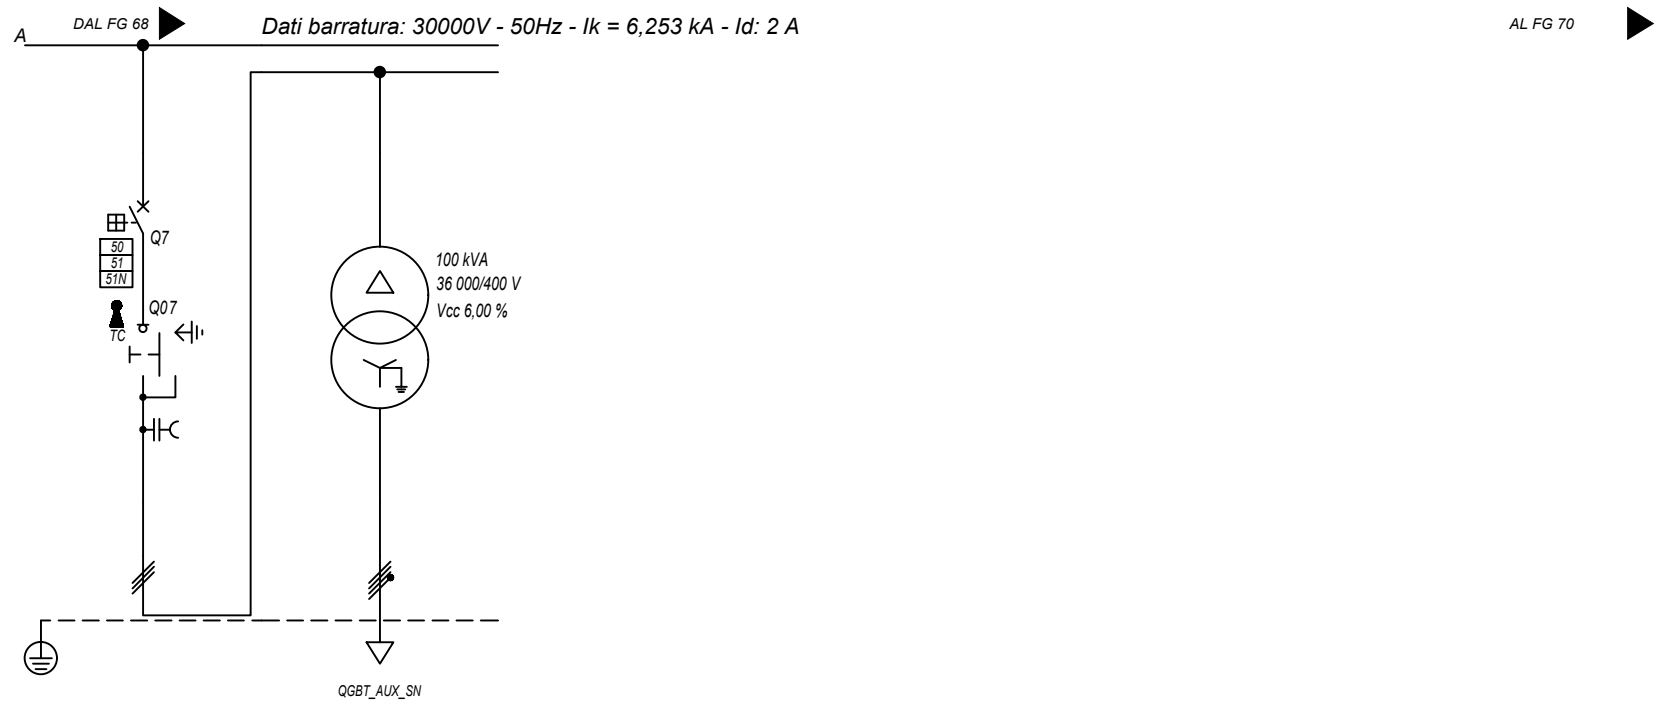 DAL FG 68
Dati barratura: 30000V - 50Hz - Ik = 6,253 kA - Id: 2 A
AL FG 70
A
Q7
50
51
51N
Q07
TC
100 kVA
36 000/400 V
Vcc 6,00 %
QGBT_AUX_SN